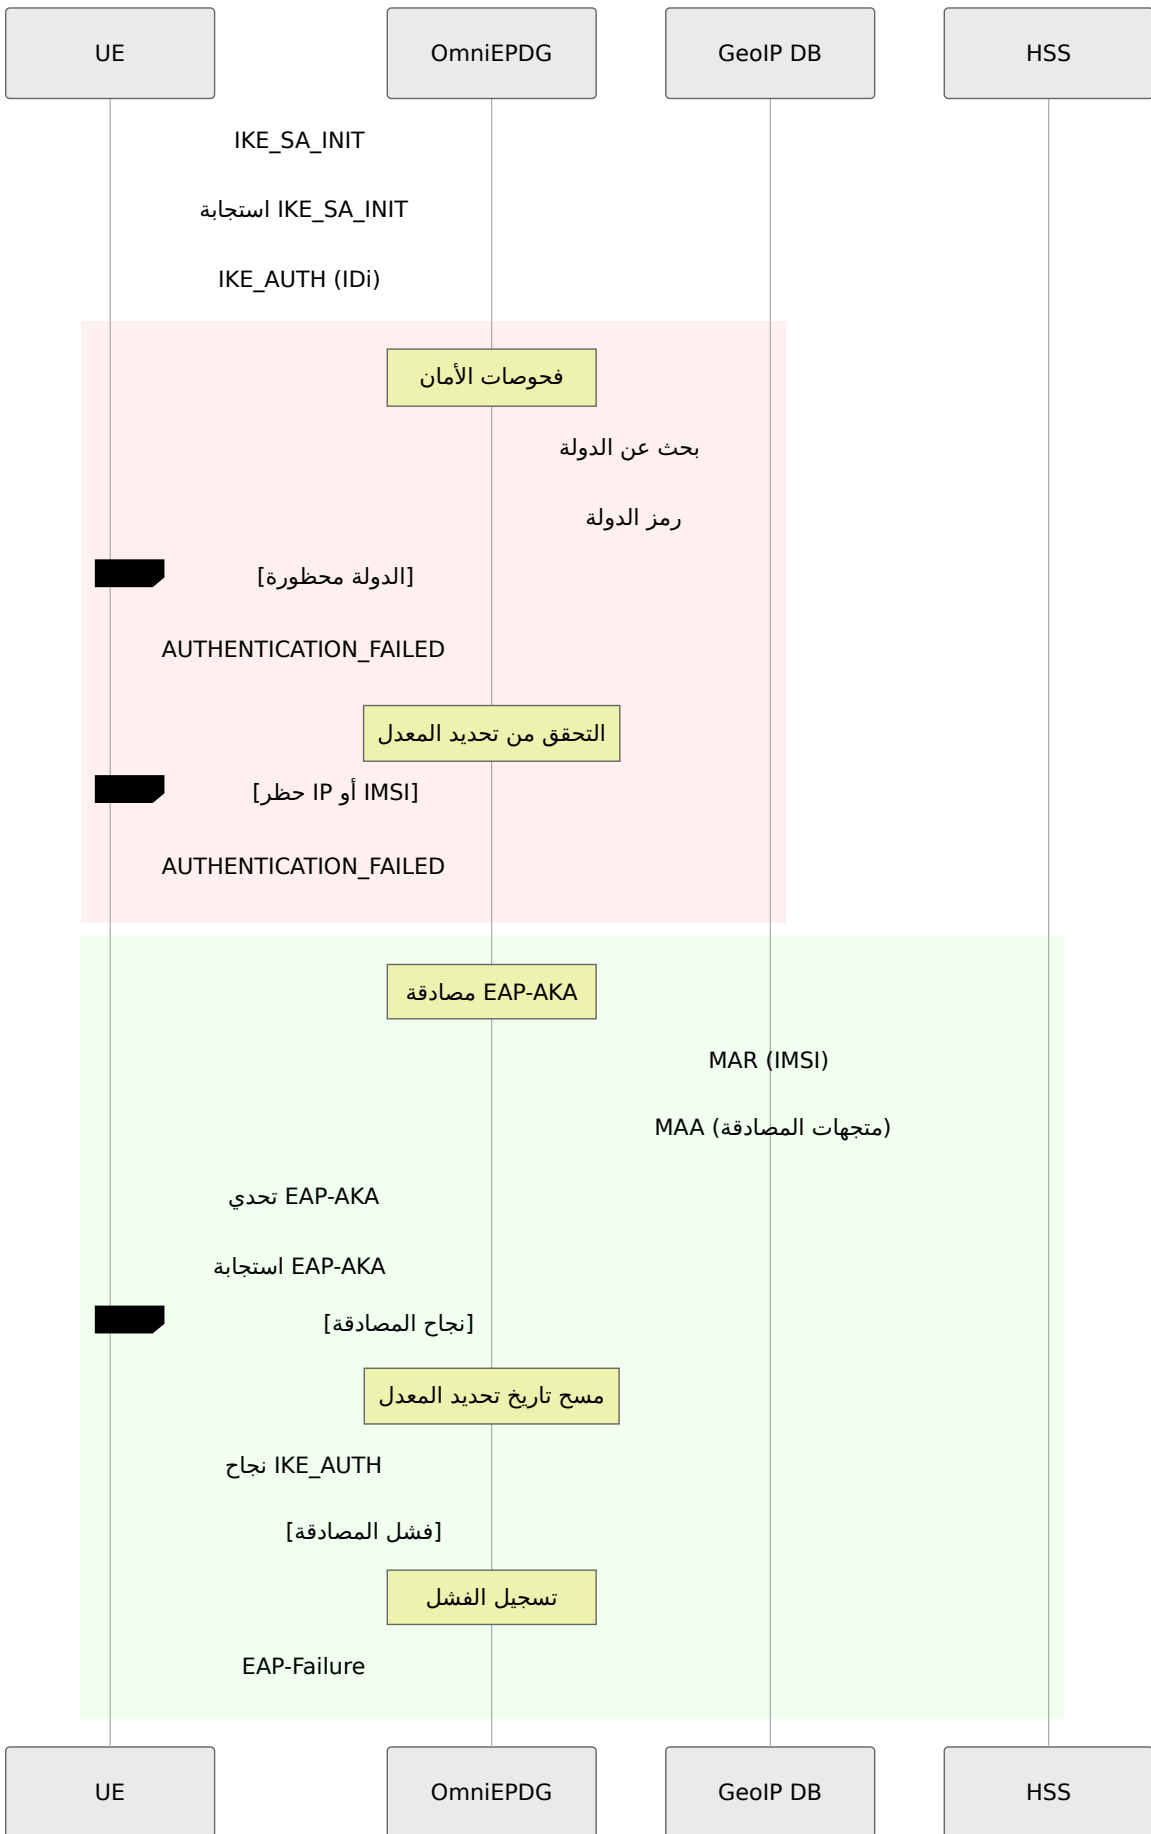 UE
OmniEPDG
GeoIP DB
HSS
IKE_SA_INIT
استجابة IKE_SA_INIT
IKE_AUTH (IDi)
فحوصات الأمان
بحث عن الدولة
رمز الدولة
[الدولة محظورة]
AUTHENTICATION_FAILED
التحقق من تحديد المعدل
[حظر IP أو IMSI]
AUTHENTICATION_FAILED
مصادقة EAP-AKA
MAR (IMSI)
MAA (متجهات المصادقة)
تحدي EAP-AKA
استجابة EAP-AKA
[نجاح المصادقة]
مسح تاريخ تحديد المعدل
نجاح IKE_AUTH
[فشل المصادقة]
تسجيل الفشل
EAP-Failure
UE
OmniEPDG
GeoIP DB
HSS